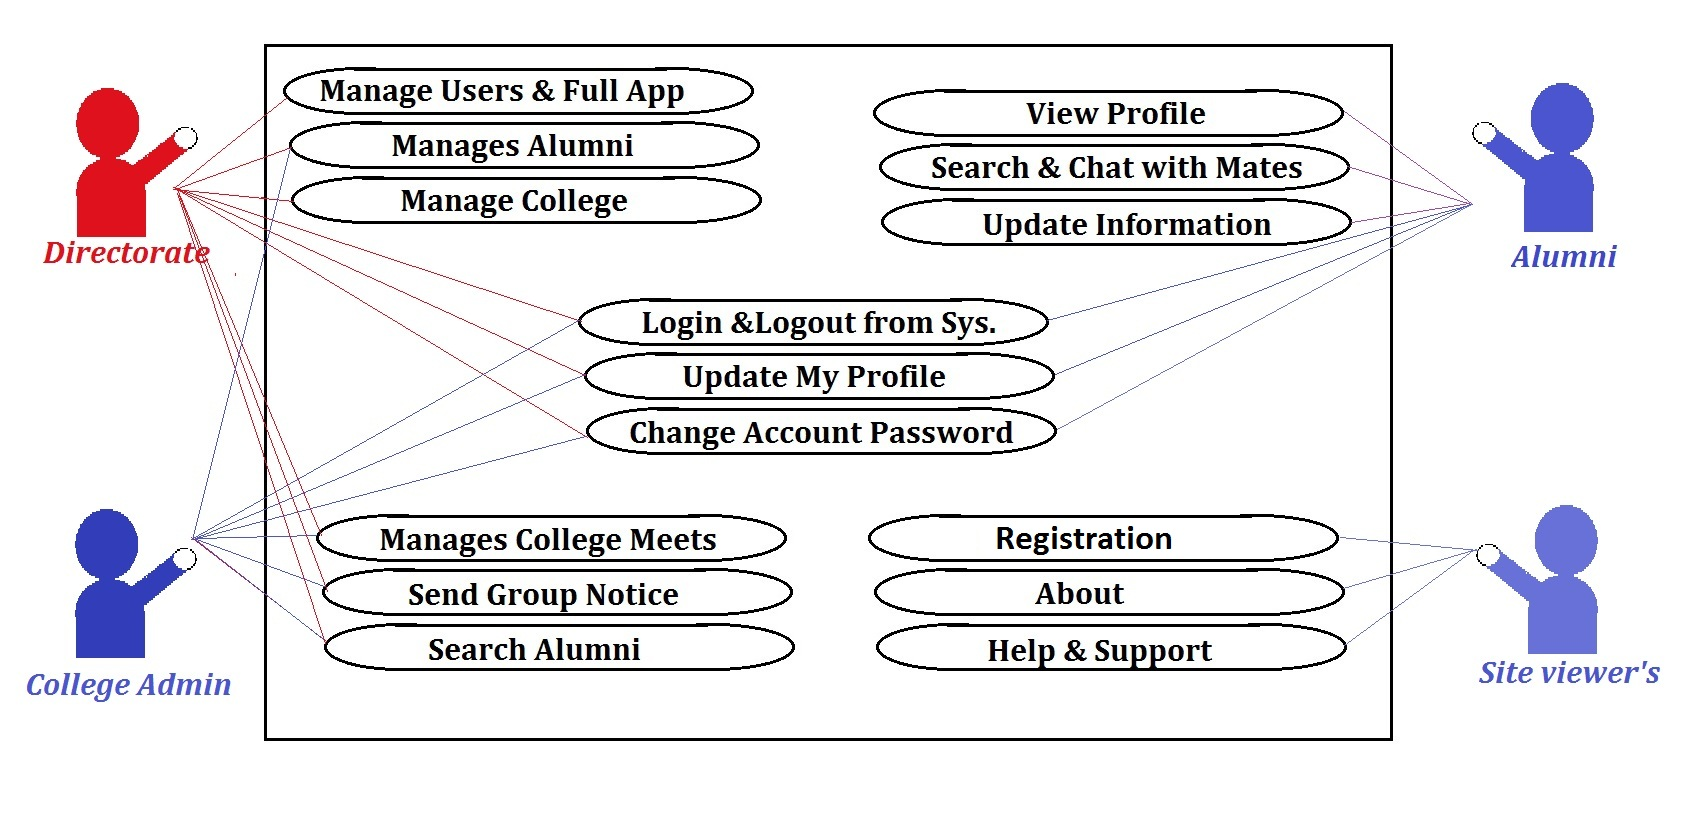 Manage Users & Full App
Manages Alumni
Manage College
View Profile
Search & Chat with Mates
Update Information
Directorate
Alumni
Login &Logout from Sys.
Update My Profile
Change Account Password
Manages College Meets
Send Group Notice
Search Alumni
Registration
About
Help & Support
College Admin
Site viewer's